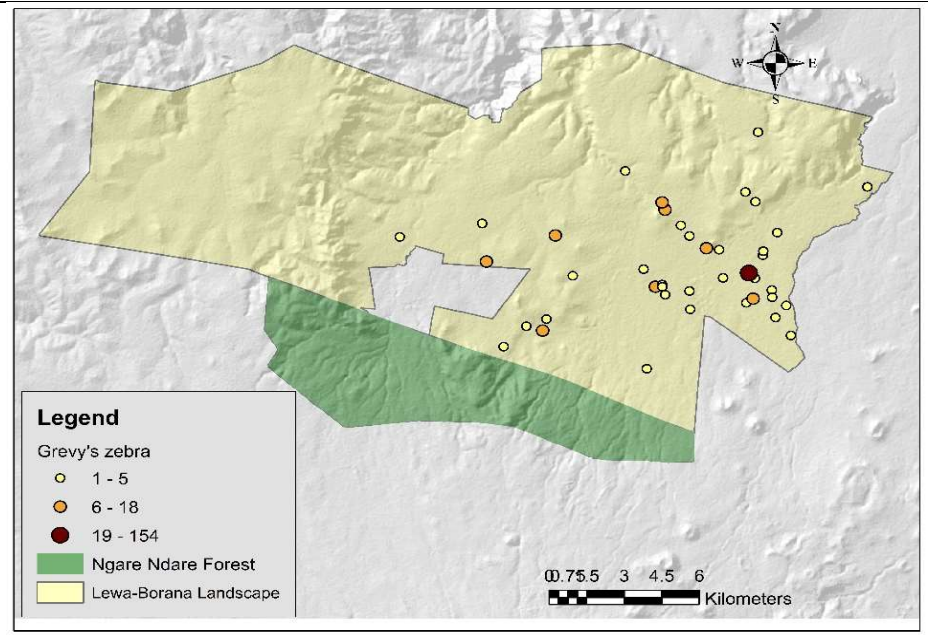 N
W E
S
Legend
Grevy's zebra
1 - 5
6 - 18
19 - 154
Ngare Ndare Forest
Lewa-Borana Landscape
00.751.5 3 4.5 6
Kilometers